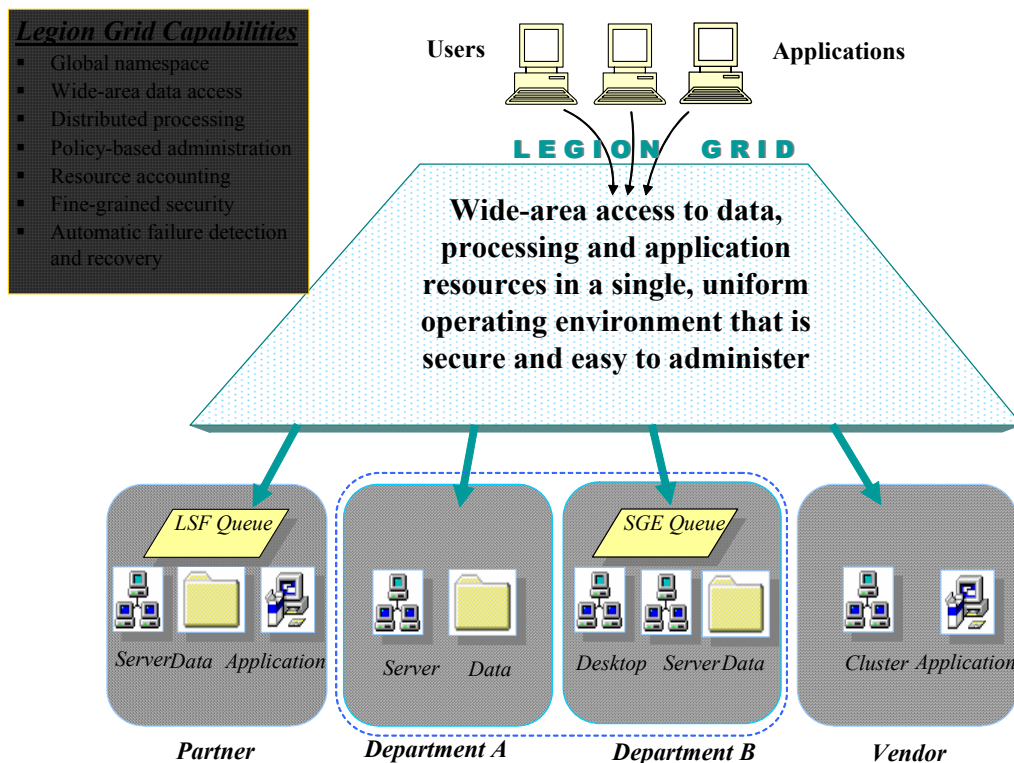 Legion Grid Capabilities
▪ Global namespace
▪ Wide-area data access
▪ Distributed processing
▪ Policy-based administration
▪ Resource accounting
▪ Fine-grained security
▪ Automatic failure detection
and recovery
Users
Applications
LEGION GRID
Wide-area access to data,
processing and application
resources in a single, uniform
operating environment that is
secure and easy to administer
LSF Queue
Server
Data
Application
Partner
Server
Data
Department A
SGE Queue
Desktop
Server
Data
Department B
Cluster
Application
Vendor